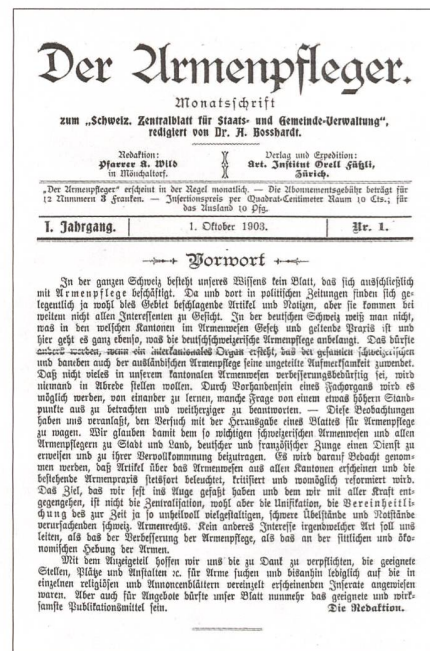 Der Armenpfleger.
Monatsschrift
zum „Schweiz. Zentralblatt für Staats- und Gemeinde-Verwaltung“,
redigiert von Dr. A. Bosshardt.
Redaktion:
Pfarrer A. Wild
in Mönchaltorf.
Verlag und Expedition:
Art. Institut Orell Füßli,
Zürich.
„Der Armenpfleger“ erscheint in der Regel monatlich. — Die Abonnementsgebühr beträgt für
12 Nummern 3 Franken. — Insertionspreis per Quadrat-Centimeter Raum 10 Cts.; für
das Ausland 10 Pfg.
I. Jahrgang. 1. Oktober 1903. Nr. 1.
Vorwort
In der ganzen Schweiz besteht unseres Wissens kein Blatt, das sich ausschließlich
mit Armenpflege beschäftigt. Da und dort in politischen Zeitungen finden sich ge-
legentlich ja wohl dies Gebiet beschlagende Artikel und Notizen, aber sie kommen bei
weitem nicht allen Interessenten zu Gesicht. In der deutschen Schweiz weiß man nicht,
was in den welschen Kantonen im Armenwesen Gesetz und geltende Praxis ist und
hier geht es ganz ebenso, was die deutschschweizerische Armenpflege anbelangt. Das dürfte
anders werden, wenn ein interkantonales Organ ersteht, das der gesamten schweizerischen
und daneben auch der ausländischen Armenpflege seine ungeteilte Aufmerksamkeit zuwendet.
Daß nicht vieles in unserem kantonalen Armenwesen verbesserungsbedürftig sei, wird
niemand in Abrede stellen wollen. Durch Vorhandensein eines Fachorgans wird es
möglich werden, von einander zu lernen, manche Frage von einem etwas höhern Stand-
punkte aus zu betrachten und weitherziger zu beantworten. — Diese Beobachtungen
haben uns veranlaßt, den Versuch mit der Herausgabe eines Blattes für Armenpflege
zu wagen. Wir glauben damit dem so wichtigen schweizerischen Armenwesen und allen
Armenpflegern zu Stadt und Land, deutscher und französischer Zunge einen Dienst zu
erweisen und zu ihrer Vervollkommnung beizutragen. Es wird darauf Bedacht genom-
men werden, daß Artikel über das Armenwesen aus allen Kantonen erscheinen und die
bestehende Armenpraxis stetsfort beleuchtet, kritisiert und womöglich reformiert wird.
Das Ziel, das wir fest ins Auge gefaßt haben und dem wir mit aller Kraft ent-
gegengehen, ist nicht die Zentralisation, wohl aber die Unifikation, die Vereinheitli-
chung des zur Zeit ja so unheilvoll vielgestaltigen, schwere Übelstände und Notstände
verursachenden schweiz. Armenrechts. Kein anderes Interesse irgendwelcher Art soll uns
leiten, als das der Verbesserung der Armenpflege, als das an der sittlichen und öko-
nomischen Hebung der Armen.
Mit dem Anzeigeteil hoffen wir uns die zu Dank zu verpflichten, die geeignete
Stellen, Plätze und Anstalten ꝛc. für Arme suchen und bisanhin lediglich auf die in
einzelnen religiösen und Annoncenblättern vereinzelt erscheinenden Inserate angewiesen
waren. Aber auch für Angebote dürfte unser Blatt nunmehr das geeignete und wirk-
samste Publikationsmittel sein. Die Redaktion.